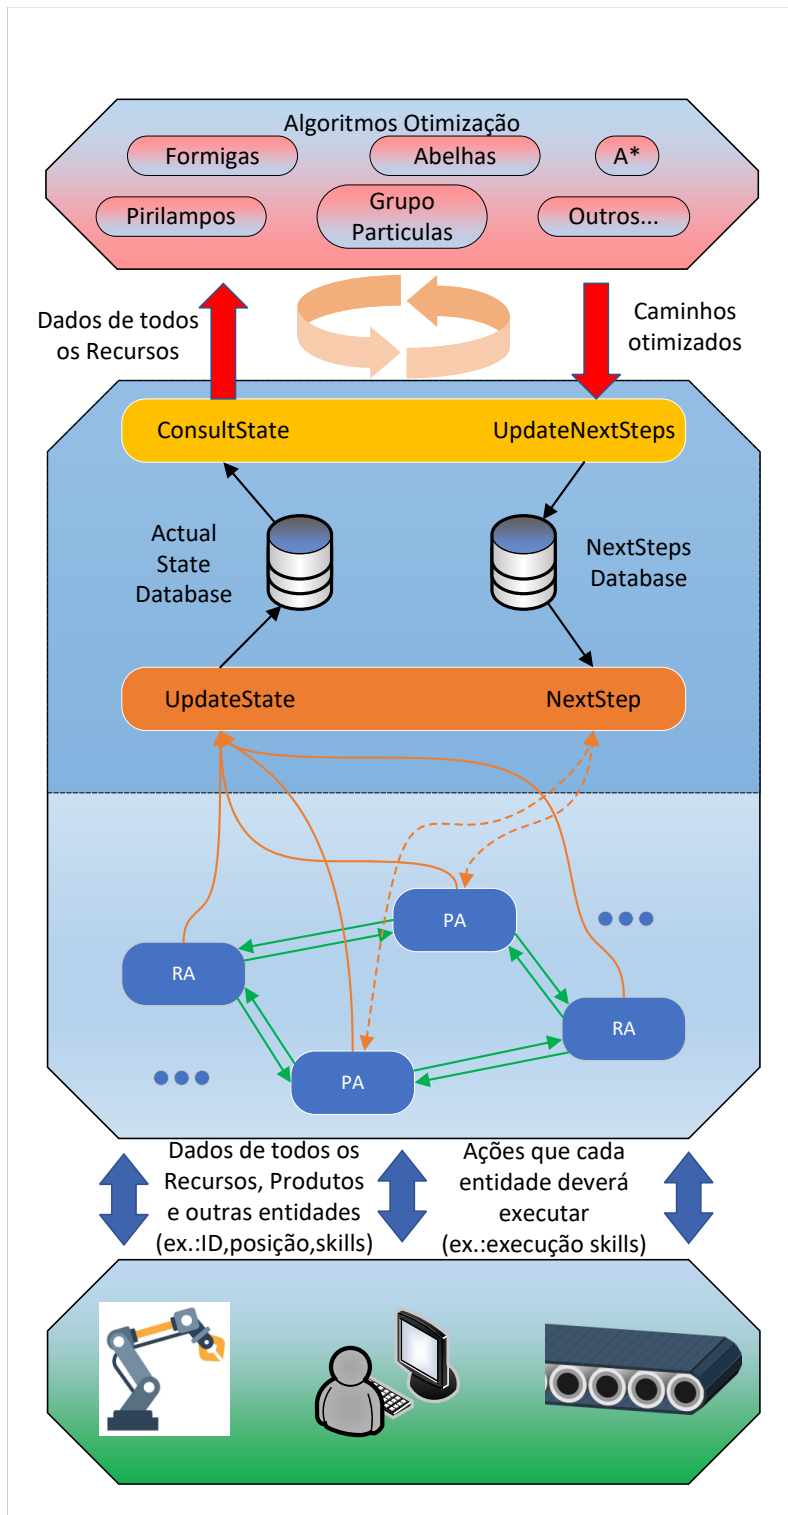 Algoritmos Otimização
Formigas
Abelhas
A*
Pirilampos
Grupo
Particulas
Outros...
Dados de todos
os Recursos
Caminhos
otimizados
ConsultState
UpdateNextSteps
Actual
State
Database
NextSteps
Database
UpdateState
NextStep
PA
RA
RA
PA
Dados de todos os
Recursos, Produtos
e outras entidades
(ex.:ID,posição,skills)
Ações que cada
entidade deverá
executar
(ex.:execução skills)